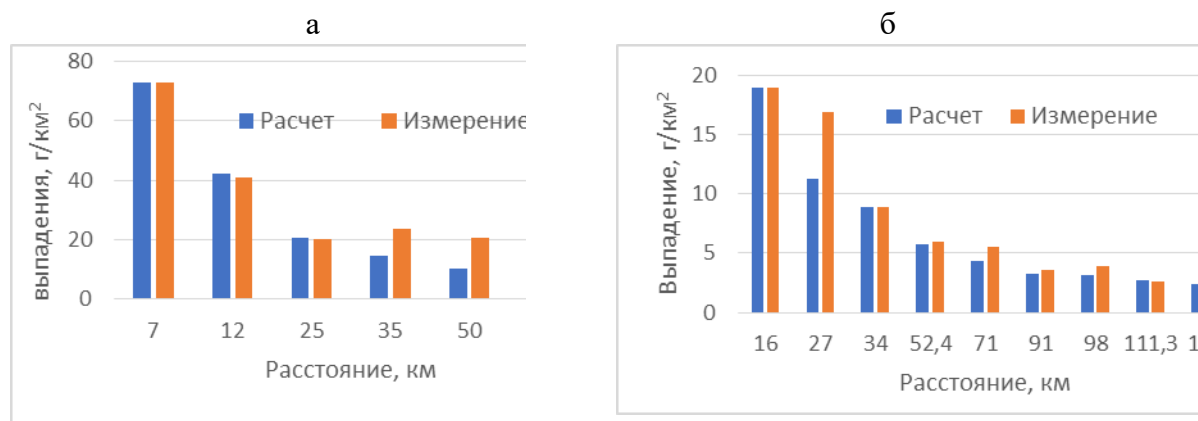 а
80
60
40
20
0
выпадения, г/км²
Расчет
Измерение
7 12 25 35 50
Расстояние, км
б
20
15
10
5
0
Выпадение, г/км²
Расчет
Измерение
16 27 34 52,4 71 91 98 111,3 1
Расстояние, км